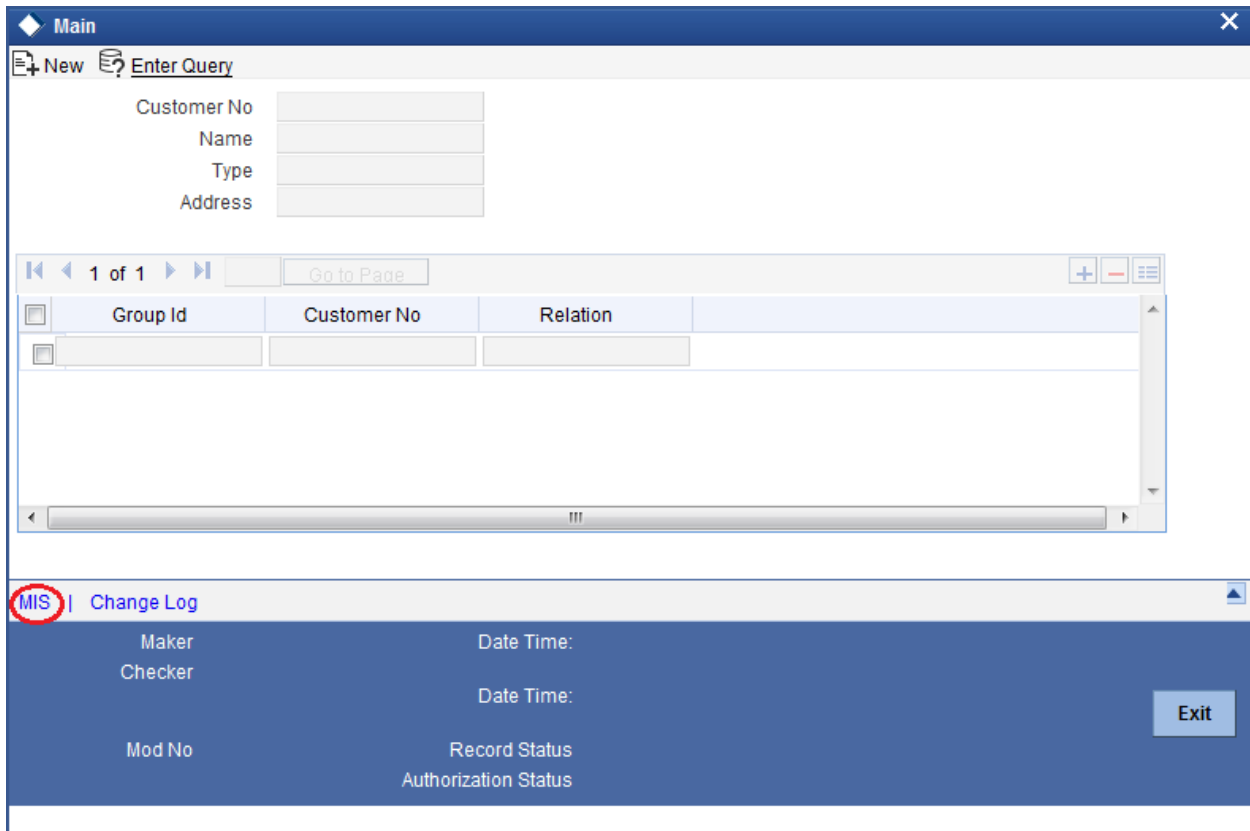 Main
New Enter Query
Customer No
Name
Type
Address
1 of 1 Go to Page
Group Id Customer No Relation
MIS | Change Log
Maker Date Time:
Checker
Date Time:
Exit
Mod No Record Status
Authorization Status